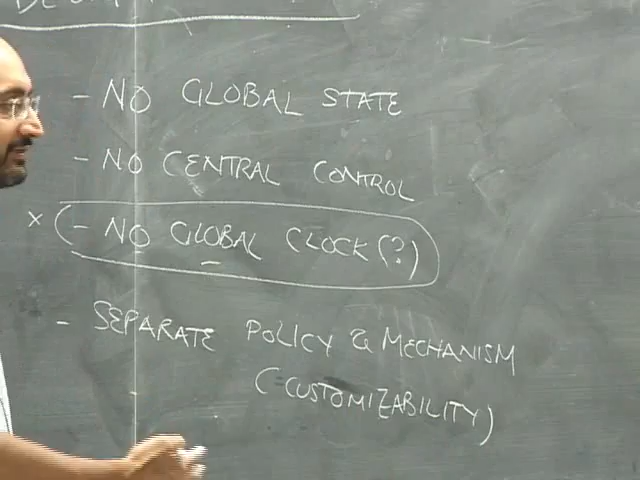 - NO GLOBAL STATE
- NO CENTRAL CONTROL
x (- NO GLOBAL CLOCK (?)
- SEPARATE POLICY & MECHANISM
(CUSTOMIZABILITY)